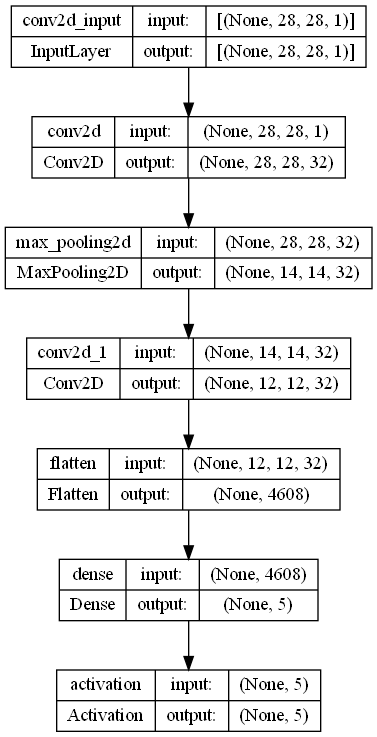 conv2d_input input: [(None, 28, 28, 1)]
InputLayer output: [(None, 28, 28, 1)]
conv2d input: (None, 28, 28, 1)
Conv2D output: (None, 28, 28, 32)
max_pooling2d input: (None, 28, 28, 32)
MaxPooling2D output: (None, 14, 14, 32)
conv2d_1 input: (None, 14, 14, 32)
Conv2D output: (None, 12, 12, 32)
flatten input: (None, 12, 12, 32)
Flatten output: (None, 4608)
dense input: (None, 4608)
Dense output: (None, 5)
activation input: (None, 5)
Activation output: (None, 5)